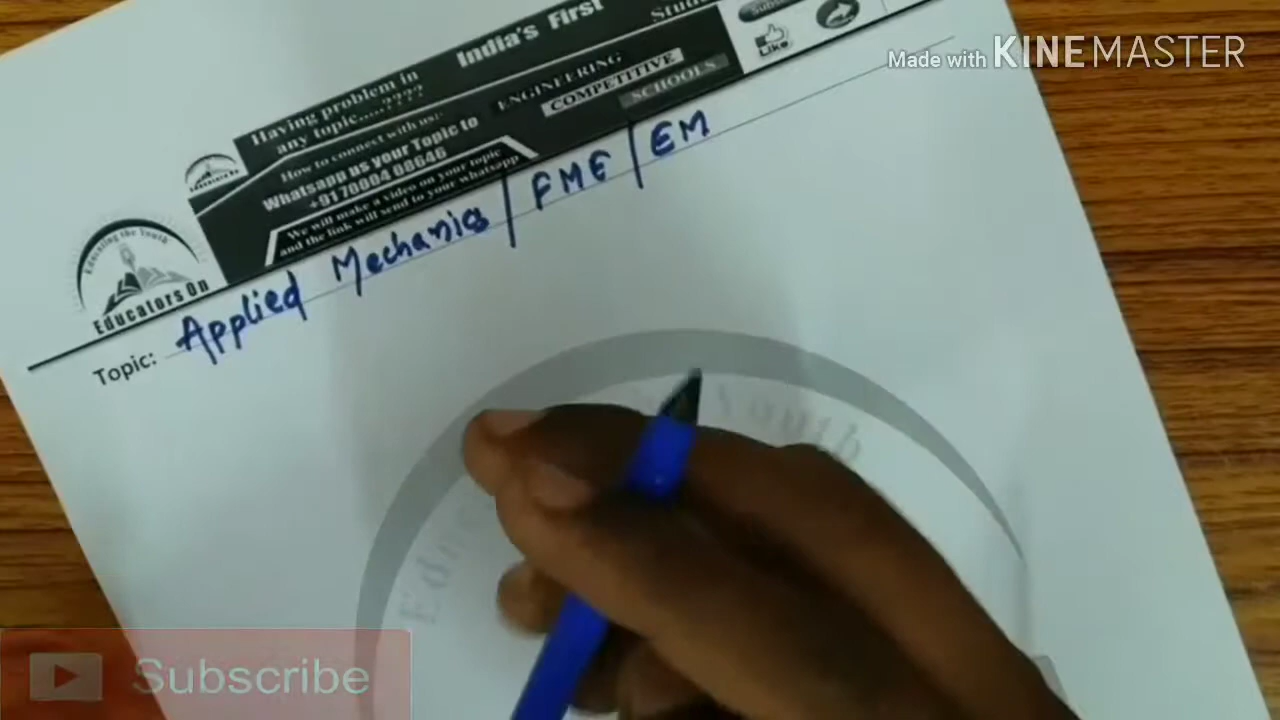 Made with KINEMASTER
India's First
Having problem in
any topic.....????
How to connect with us:-
Whatsapp us your Topic to
+91 70004 08646
We will make a video on your topic
and the link will send to your whatsapp
ENGINEERING
COMPETITIVE
SCHOOLS
Like
Educating the Youth
Educators On
Topic: Applied Mechanics / FME / EM
Subscribe